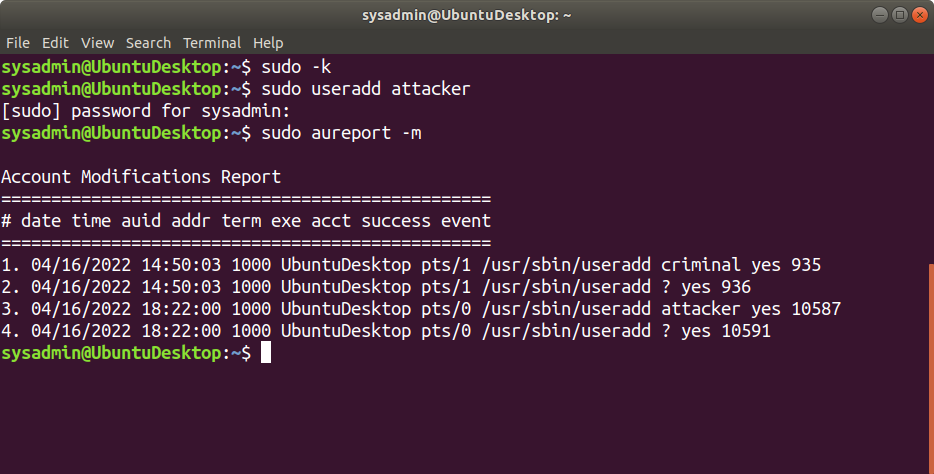 sysadmin@UbuntuDesktop: ~
File Edit View Search Terminal Help
sysadmin@UbuntuDesktop:~$ sudo -k
sysadmin@UbuntuDesktop:~$ sudo useradd attacker
[sudo] password for sysadmin:
sysadmin@UbuntuDesktop:~$ sudo aureport -m
Account Modifications Report
=================================================
# date time auid addr term exe acct success event
=================================================
1. 04/16/2022 14:50:03 1000 UbuntuDesktop pts/1 /usr/sbin/useradd criminal yes 935
2. 04/16/2022 14:50:03 1000 UbuntuDesktop pts/1 /usr/sbin/useradd ? yes 936
3. 04/16/2022 18:22:00 1000 UbuntuDesktop pts/0 /usr/sbin/useradd attacker yes 10587
4. 04/16/2022 18:22:00 1000 UbuntuDesktop pts/0 /usr/sbin/useradd ? yes 10591
sysadmin@UbuntuDesktop:~$